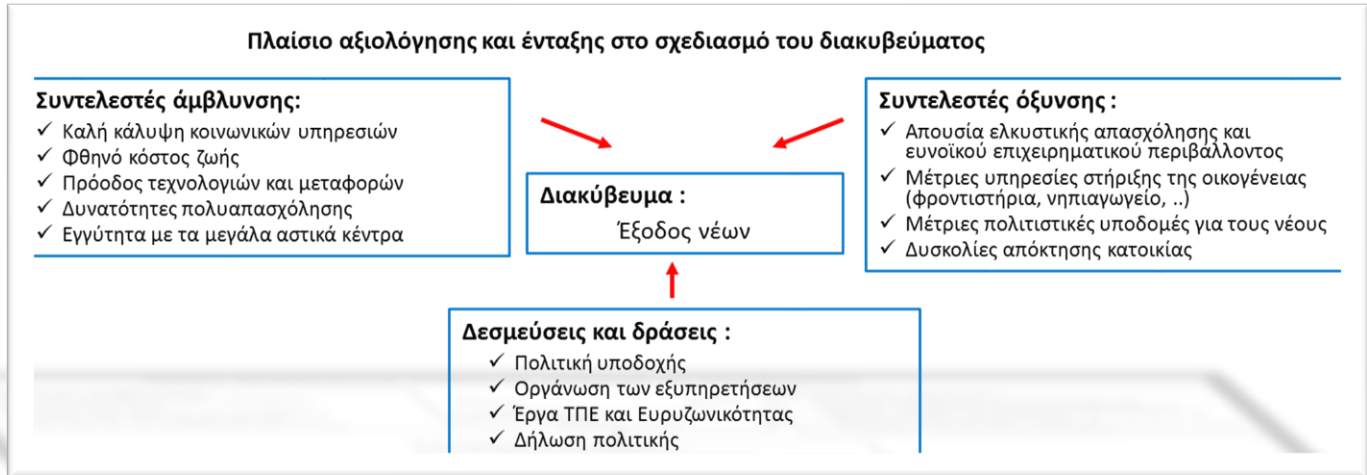 Πλαίσιο αξιολόγησης και ένταξης στο σχεδιασμό του διακυβεύματος
Συντελεστές άμβλυνσης:
✓ Καλή κάλυψη κοινωνικών υπηρεσιών
✓ Φθηνό κόστος ζωής
✓ Πρόοδος τεχνολογιών και μεταφορών
✓ Δυνατότητες πολυαπασχόλησης
✓ Εγγύτητα με τα μεγάλα αστικά κέντρα
Διακύβευμα :
Έξοδος νέων
Συντελεστές όξυνσης :
✓ Απουσία ελκυστικής απασχόλησης και
ευνοϊκού επιχειρηματικού περιβάλλοντος
✓ Μέτριες υπηρεσίες στήριξης της οικογένειας
(φροντιστήρια, νηπιαγωγείο, ..)
✓ Μέτριες πολιτιστικές υποδομές για τους νέους
✓ Δυσκολίες απόκτησης κατοικίας
Δεσμεύσεις και δράσεις :
✓ Πολιτική υποδοχής
✓ Οργάνωση των εξυπηρετήσεων
✓ Έργα ΤΠΕ και Ευρυζωνικότητας
✓ Δήλωση πολιτικής